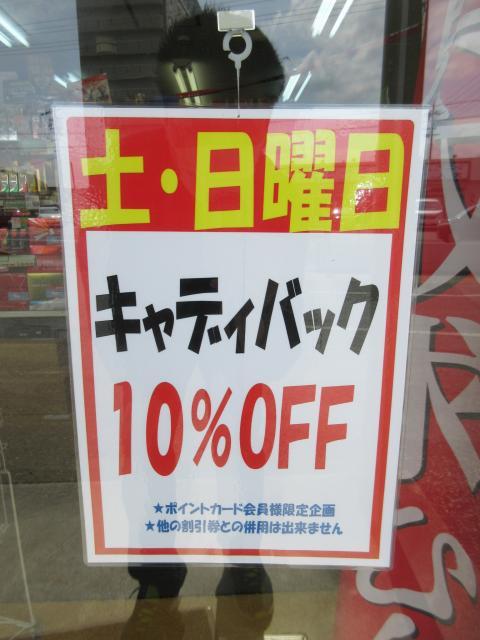 土・日曜日
キャディバック
10%OFF
★ポイントカード会員様限定企画
★他の割引券との併用は出来ません